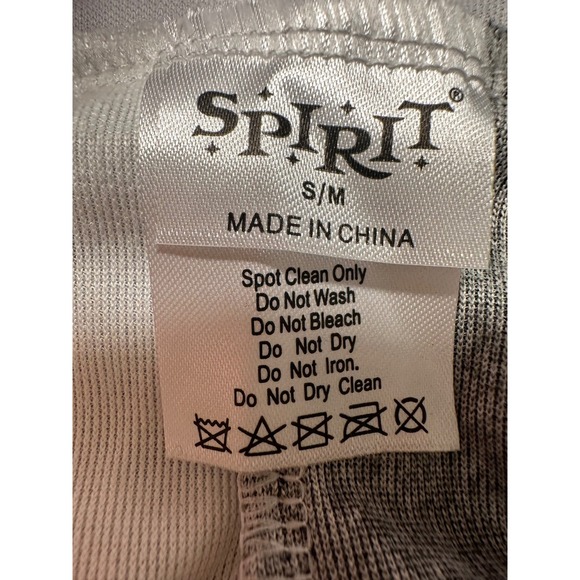 SPIRIT®
S/M
MADE IN CHINA
Spot Clean Only
Do Not Wash
Do Not Bleach
Do Not Dry
Do Not Iron.
Do Not Dry Clean